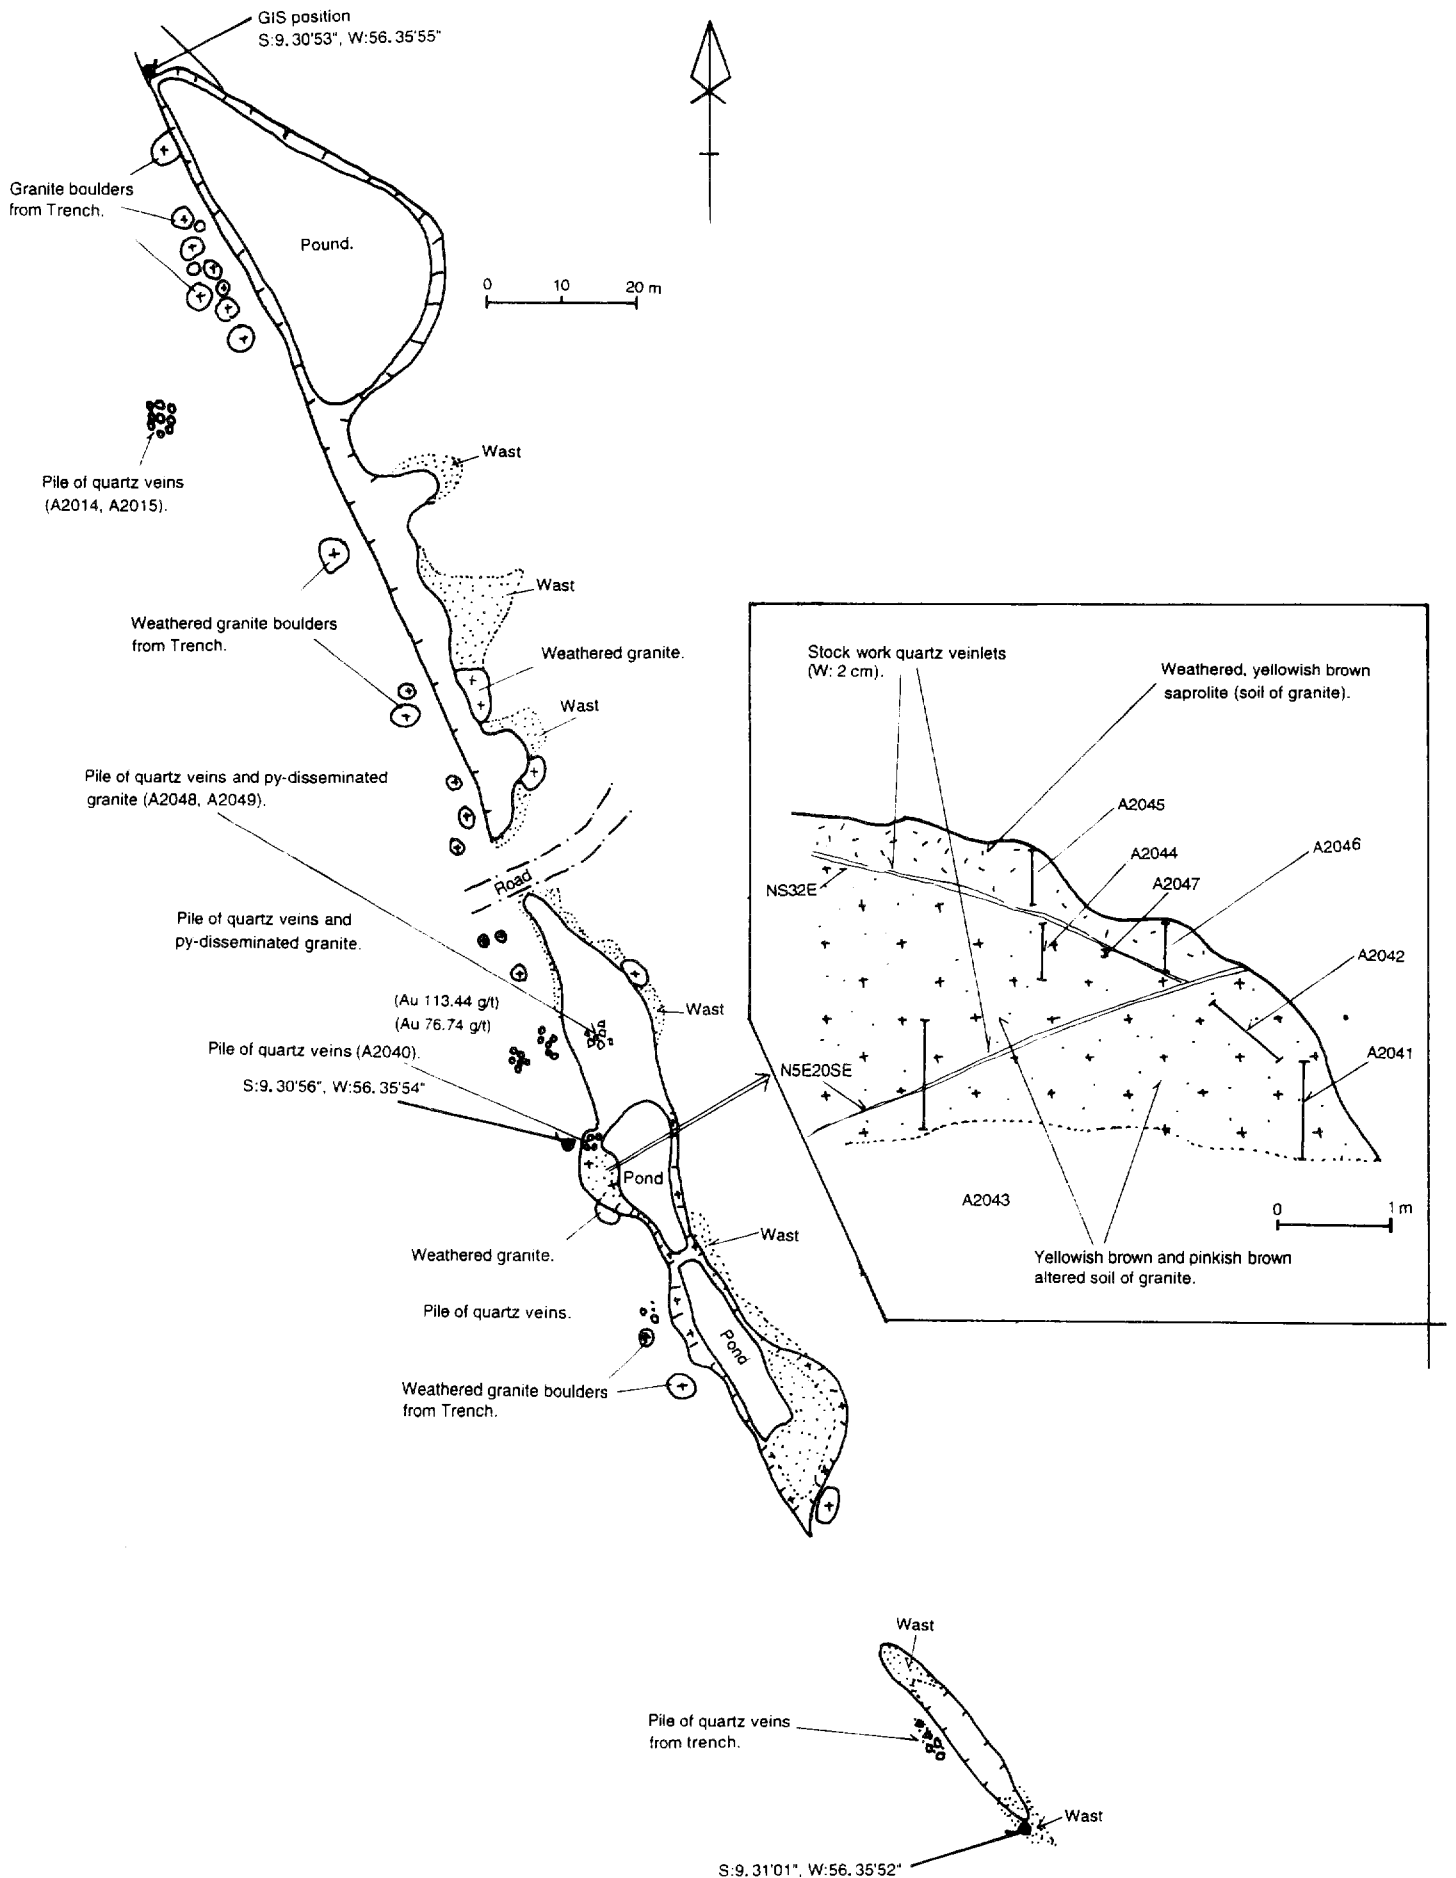 GIS position
S:9. 30'53", W:56. 35'55"
Granite boulders
from Trench.
Pound.
0 10 20 m
Wast
Pile of quartz veins
(A2014, A2015).
Wast
Weathered granite boulders
from Trench.
Weathered granite.
Wast
Pile of quartz veins and py-disseminated
granite (A2048, A2049).
Road
Pile of quartz veins and
py-disseminated granite.
(Au 113.44 g/t)
(Au 76.74 g/t)
Wast
Pile of quartz veins (A2040).
S:9. 30'56", W:56. 35'54"
Pond
Weathered granite.
Wast
Pile of quartz veins.
Pond
Weathered granite boulders
from Trench.
Stock work quartz veinlets
(W: 2 cm).
Weathered, yellowish brown
saprolite (soil of granite).
A2045
A2044
A2046
A2047
NS32E
A2042
A2041
N5E20SE
A2043
0 1 m
Yellowish brown and pinkish brown
altered soil of granite.
Wast
Pile of quartz veins
from trench.
Wast
S:9. 31'01", W:56. 35'52"